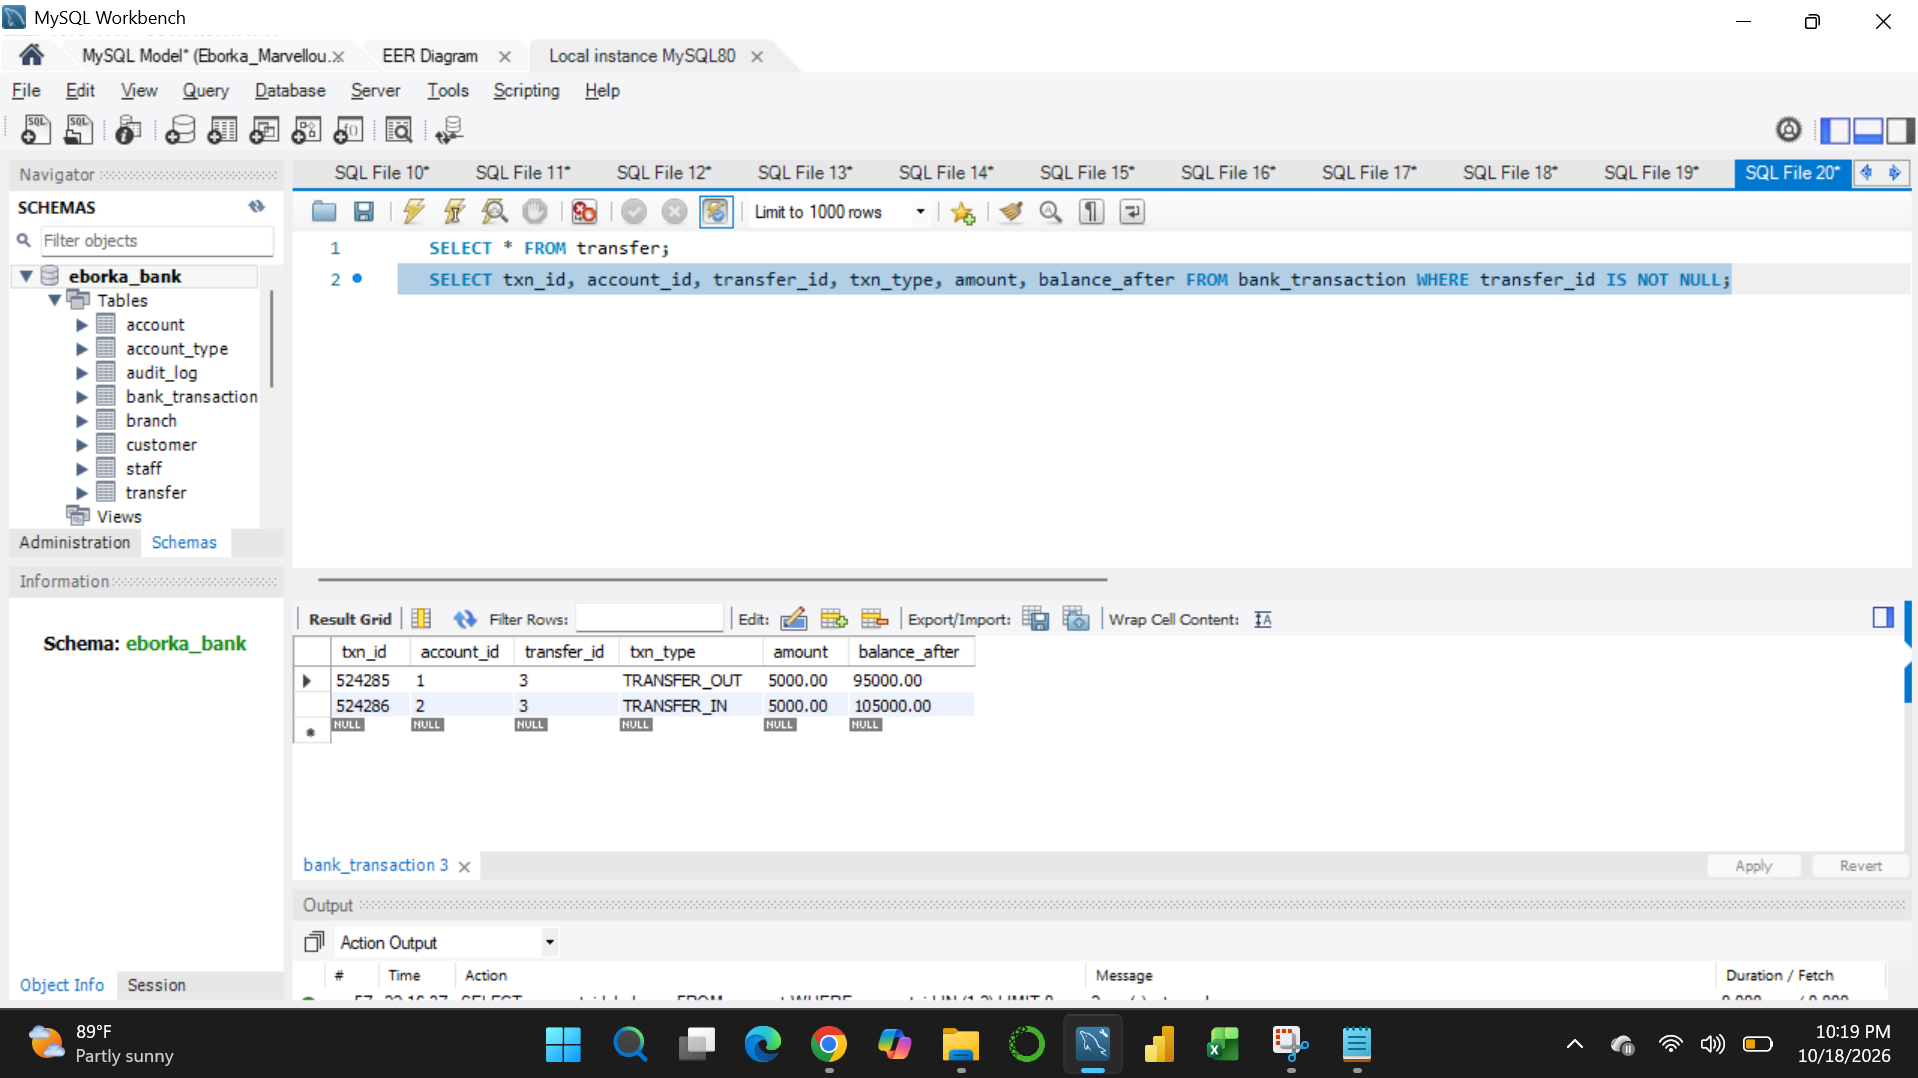 MySQL Workbench
MySQL Model* (Eborka_Marvellou.
EER Diagram
Local instance MySQL80
File Edit View Query Database Server Tools Scripting Help
Navigator
SQL File 10* SQL File 11* SQL File 12* SQL File 13* SQL File 14* SQL File 15* SQL File 16* SQL File 17* SQL File 18* SQL File 19* SQL File 20*
SCHEMAS
Limit to 1000 rows
Filter objects
1 SELECT * FROM transfer;
2 SELECT txn_id, account_id, transfer_id, txn_type, amount, balance_after FROM bank_transaction WHERE transfer_id IS NOT NULL;
eborka_bank
Tables
account
account_type
audit_log
bank_transaction
branch
customer
staff
transfer
Views
Administration Schemas
Information
Schema: eborka_bank
Result Grid Filter Rows: Edit: Export/Import: Wrap Cell Content:
txn_id account_id transfer_id txn_type amount balance_after
524285 1 3 TRANSFER_OUT 5000.00 95000.00
524286 2 3 TRANSFER_IN 5000.00 105000.00
NULL NULL NULL NULL NULL NULL
bank_transaction 3
Apply Revert
Output
Action Output
# Time Action Message Duration / Fetch
Object Info Session
89°F
Partly sunny
10:19 PM
10/18/2026